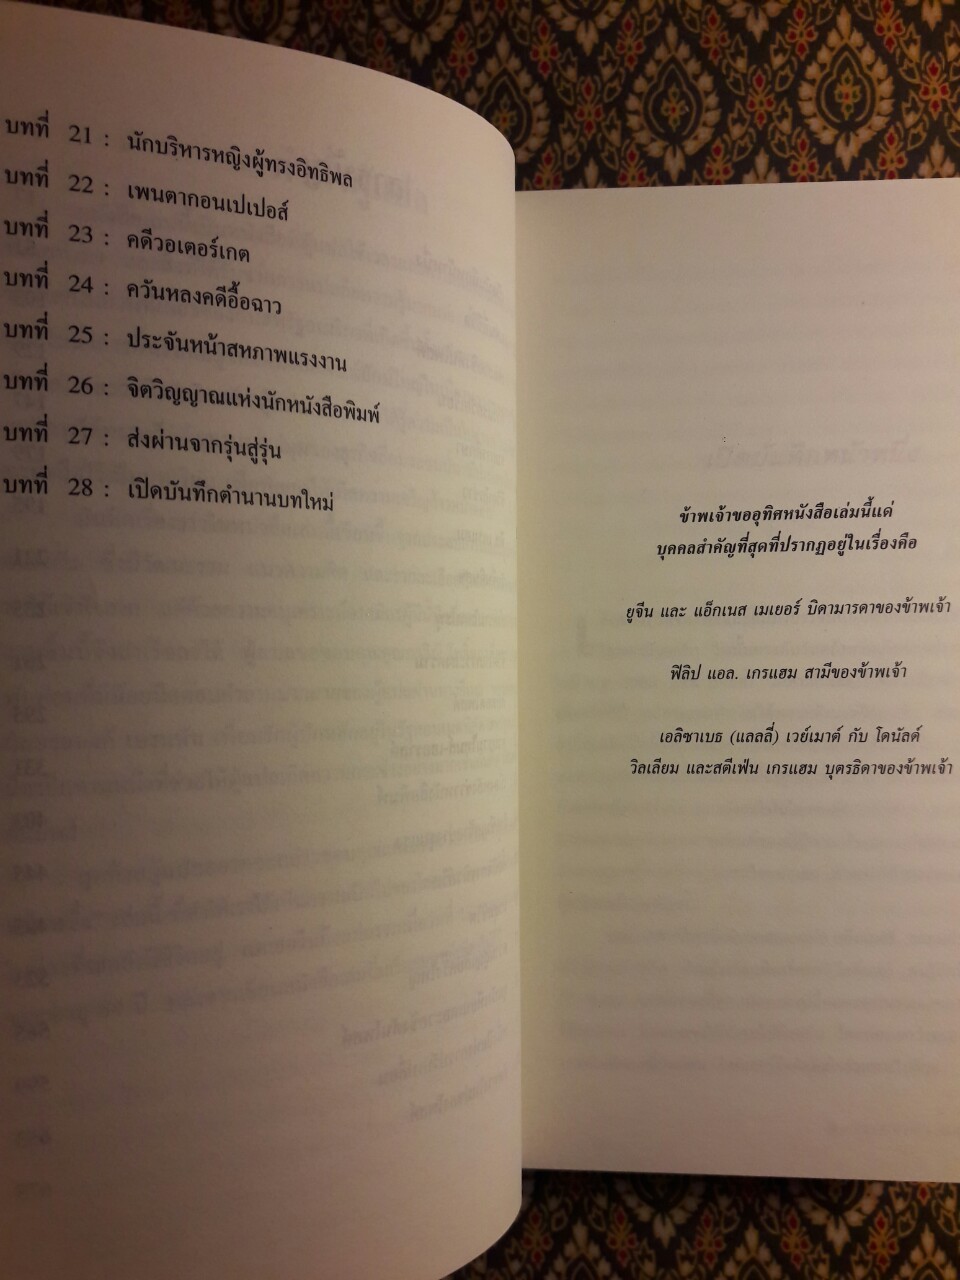 บทที่ 21 : นักบริหารหญิงผู้ทรงอิทธิพล
บทที่ 22 : เพนตากอนเปเปอส์
บทที่ 23 : คดีวอเตอร์เกต
บทที่ 24 : ควันหลงคดีอื้อฉาว
บทที่ 25 : ประจันหน้าสหภาพแรงงาน
บทที่ 26 : จิตวิญญาณแห่งนักหนังสือพิมพ์
บทที่ 27 : ส่งผ่านจากรุ่นสู่รุ่น
บทที่ 28 : เปิดบันทึกตำนานบทใหม่
ข้าพเจ้าขออุทิศหนังสือเล่มนี้แด่
บุคคลสำคัญที่สุดที่ปรากฏอยู่ในเรื่องคือ
ยูจีน และ แอ็กเนส เมเยอร์ บิดามารดาของข้าพเจ้า
ฟิลิป แอล. เกรแฮม สามีของข้าพเจ้า
เอลิซาเบธ (แลลลี่) เวย์เมาต์ กับ โดนัลด์
วิลเลียม และสตีเฟ่น เกรแฮม บุตรธิดาของข้าพเจ้า